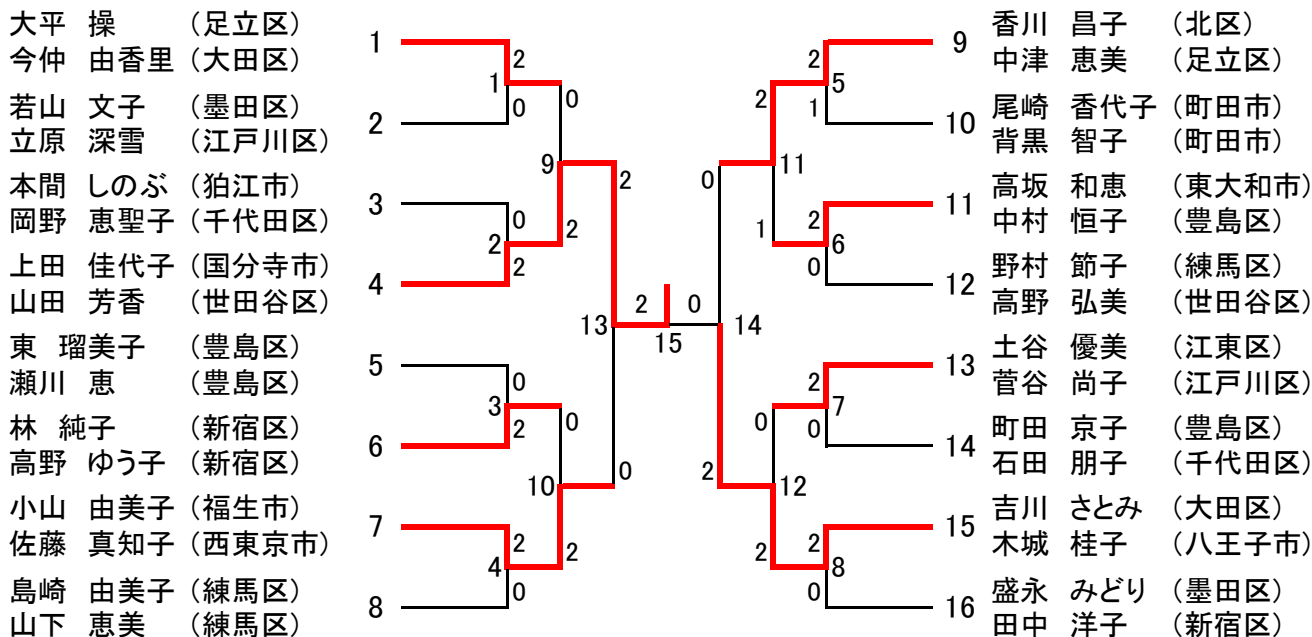 大平 操 (足立区)
今仲 由香里 (大田区)
1
若山 文子 (墨田区)
立原 深雪 (江戸川区)
2
本間 しのぶ (狛江市)
岡野 恵聖子 (千代田区)
3
上田 佳代子 (国分寺市)
山田 芳香 (世田谷区)
4
東 瑠美子 (豊島区)
瀬川 恵 (豊島区)
5
林 純子 (新宿区)
高野 ゆう子 (新宿区)
6
小山 由美子 (福生市)
佐藤 真知子 (西東京市)
7
島崎 由美子 (練馬区)
山下 恵美 (練馬区)
8
2
1
0
0
9
2
0
2
2
2
0
3
2
0
10
0
2
4
2
0
13
2
0
15
14
0
2
2
2
5
1
11
1
2
6
0
0
2
7
0
12
2
2
8
0
9
香川 昌子 (北区)
中津 恵美 (足立区)
10
尾崎 香代子 (町田市)
背黒 智子 (町田市)
11
高坂 和恵 (東大和市)
中村 恒子 (豊島区)
12
野村 節子 (練馬区)
高野 弘美 (世田谷区)
13
土谷 優美 (江東区)
菅谷 尚子 (江戸川区)
14
町田 京子 (豊島区)
石田 朋子 (千代田区)
15
吉川 さとみ (大田区)
木城 桂子 (八王子市)
16
盛永 みどり (墨田区)
田中 洋子 (新宿区)